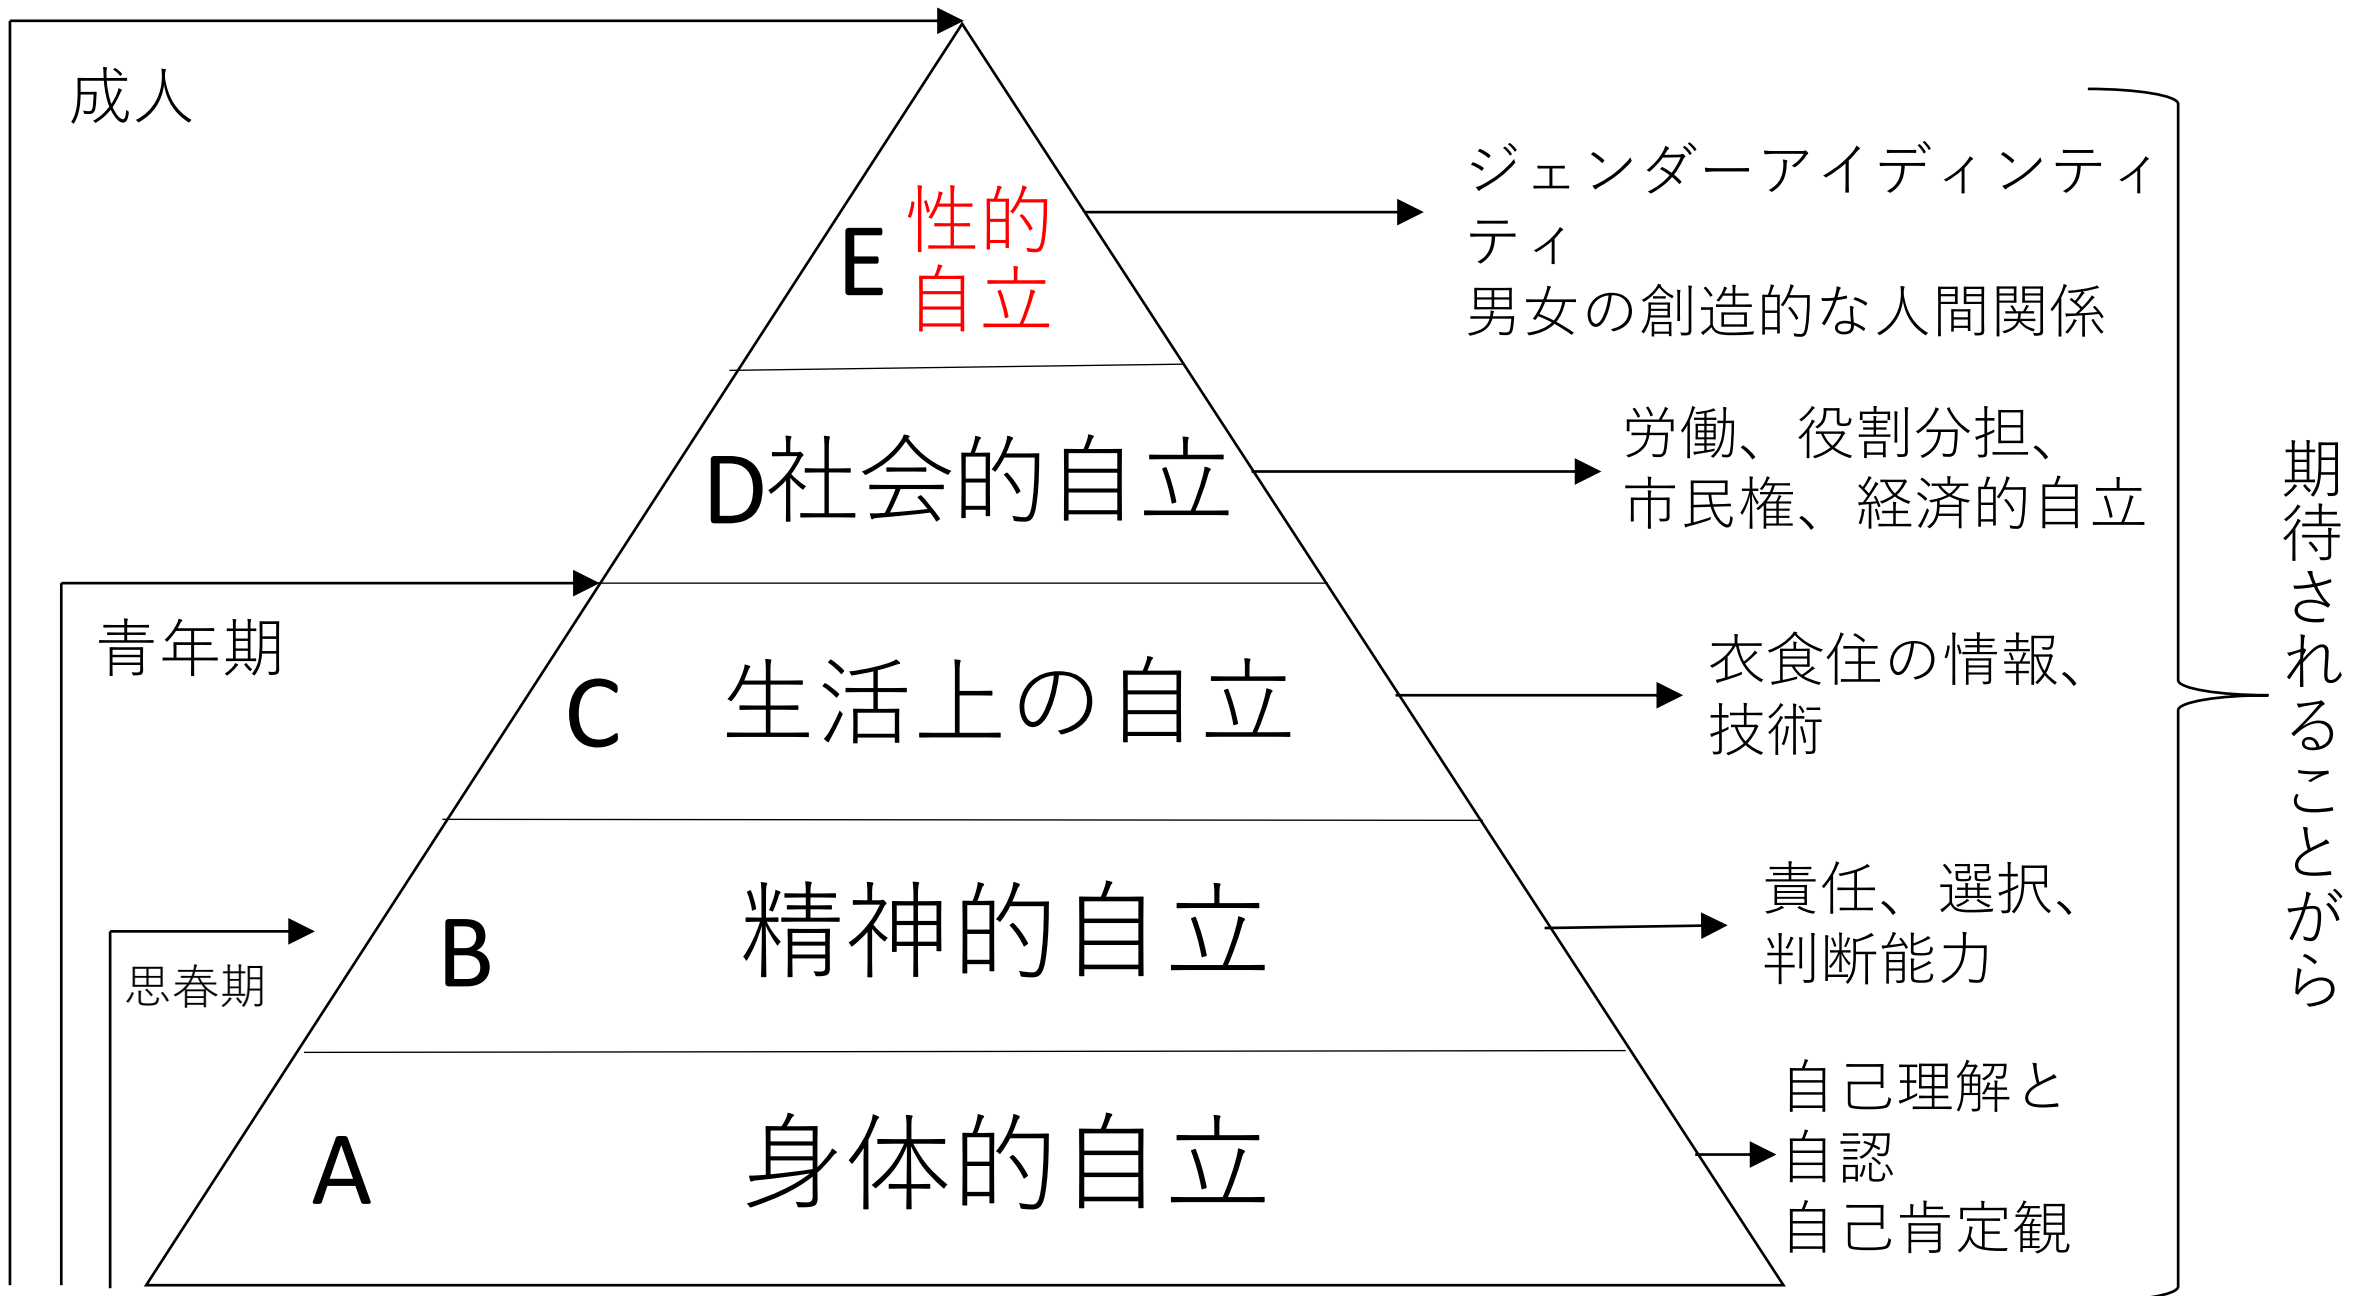 成人
E
性的
自立
ジェンダーアイディンティ
ティ
男女の創造的な人間関係
D社会的自立
労働、役割分担、
市民権、経済的自立
青年期
C
生活上の自立
衣食住の情報、
技術
思春期
B
精神的自立
責任、選択、
判断能力
A
身体的自立
自己理解と
自認
自己肯定観
期待されることがら